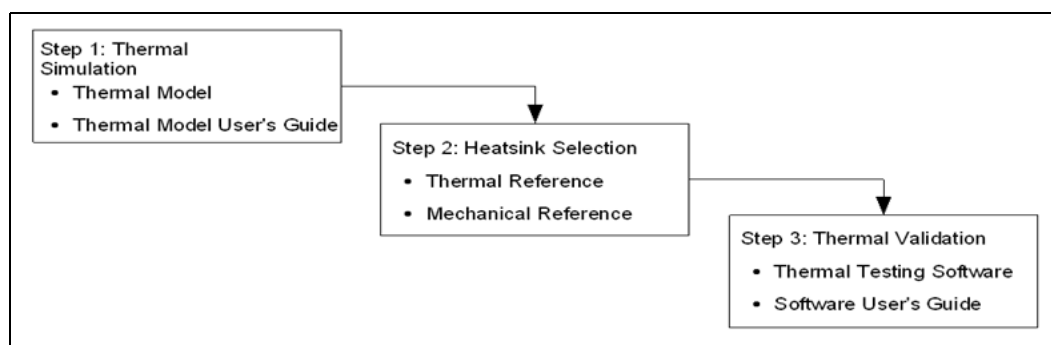 Step 1: Thermal
Simulation
• Thermal Model
• Thermal Model User's Guide
Step 2: Heatsink Selection
• Thermal Reference
• Mechanical Reference
Step 3: Thermal Validation
• Thermal Testing Software
• Software User's Guide